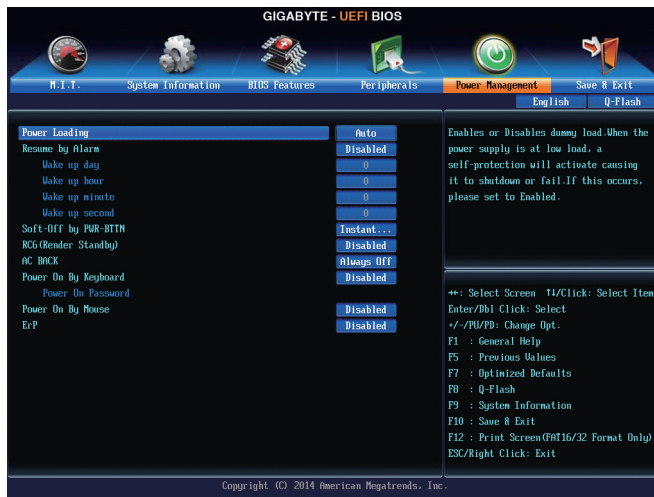 GIGABYTE - UEFI BIOS
M.I.T. System Information BIOS Features Peripherals Power Management Save & Exit
English Q-Flash
Power Loading Auto
Resume by Alarm Disabled
Wake up day 0
Wake up hour 0
Wake up minute 0
Wake up second 0
Soft-Off by PWR-BTTN Instant...
RC6(Render Standby) Disabled
AC BACK Always Off
Power On By Keyboard Disabled
Power On Password
Power On By Mouse Disabled
ErP Disabled
Enables or Disables dummy load.When the
power supply is at low load, a
self-protection will activate causing
it to shutdown or fail.If this occurs,
please set to Enabled.
→←: Select Screen ↑↓/Click: Select Item
Enter/Dbl Click: Select
+/-/PU/PD: Change Opt.
F1 : General Help
F5 : Previous Values
F7 : Optimized Defaults
F8 : Q-Flash
F9 : System Information
F10 : Save & Exit
F12 : Print Screen(FAT16/32 Format Only)
ESC/Right Click: Exit
Copyright (C) 2014 American Megatrends, Inc.